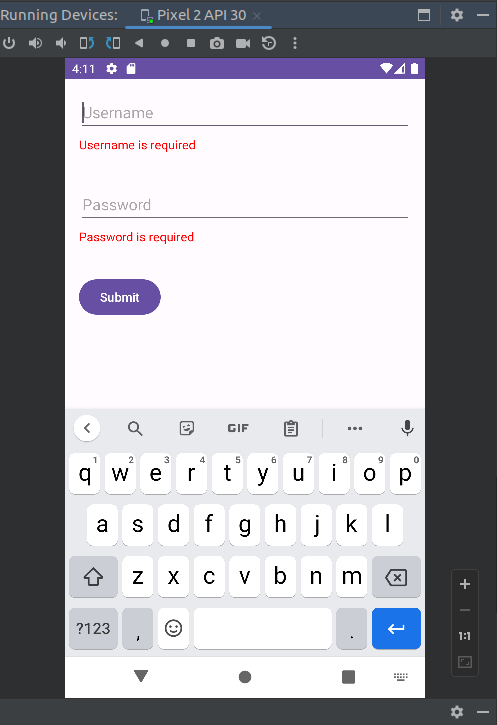 Running Devices: Pixel 2 API 30
4:11
Username
Username is required
Password
Password is required
Submit
GIF
q1 w2 e3 r4 t5 y6 u7 i8 o9 p0
a s d f g h j k l
z x c v b n m
?123 , .
1:1